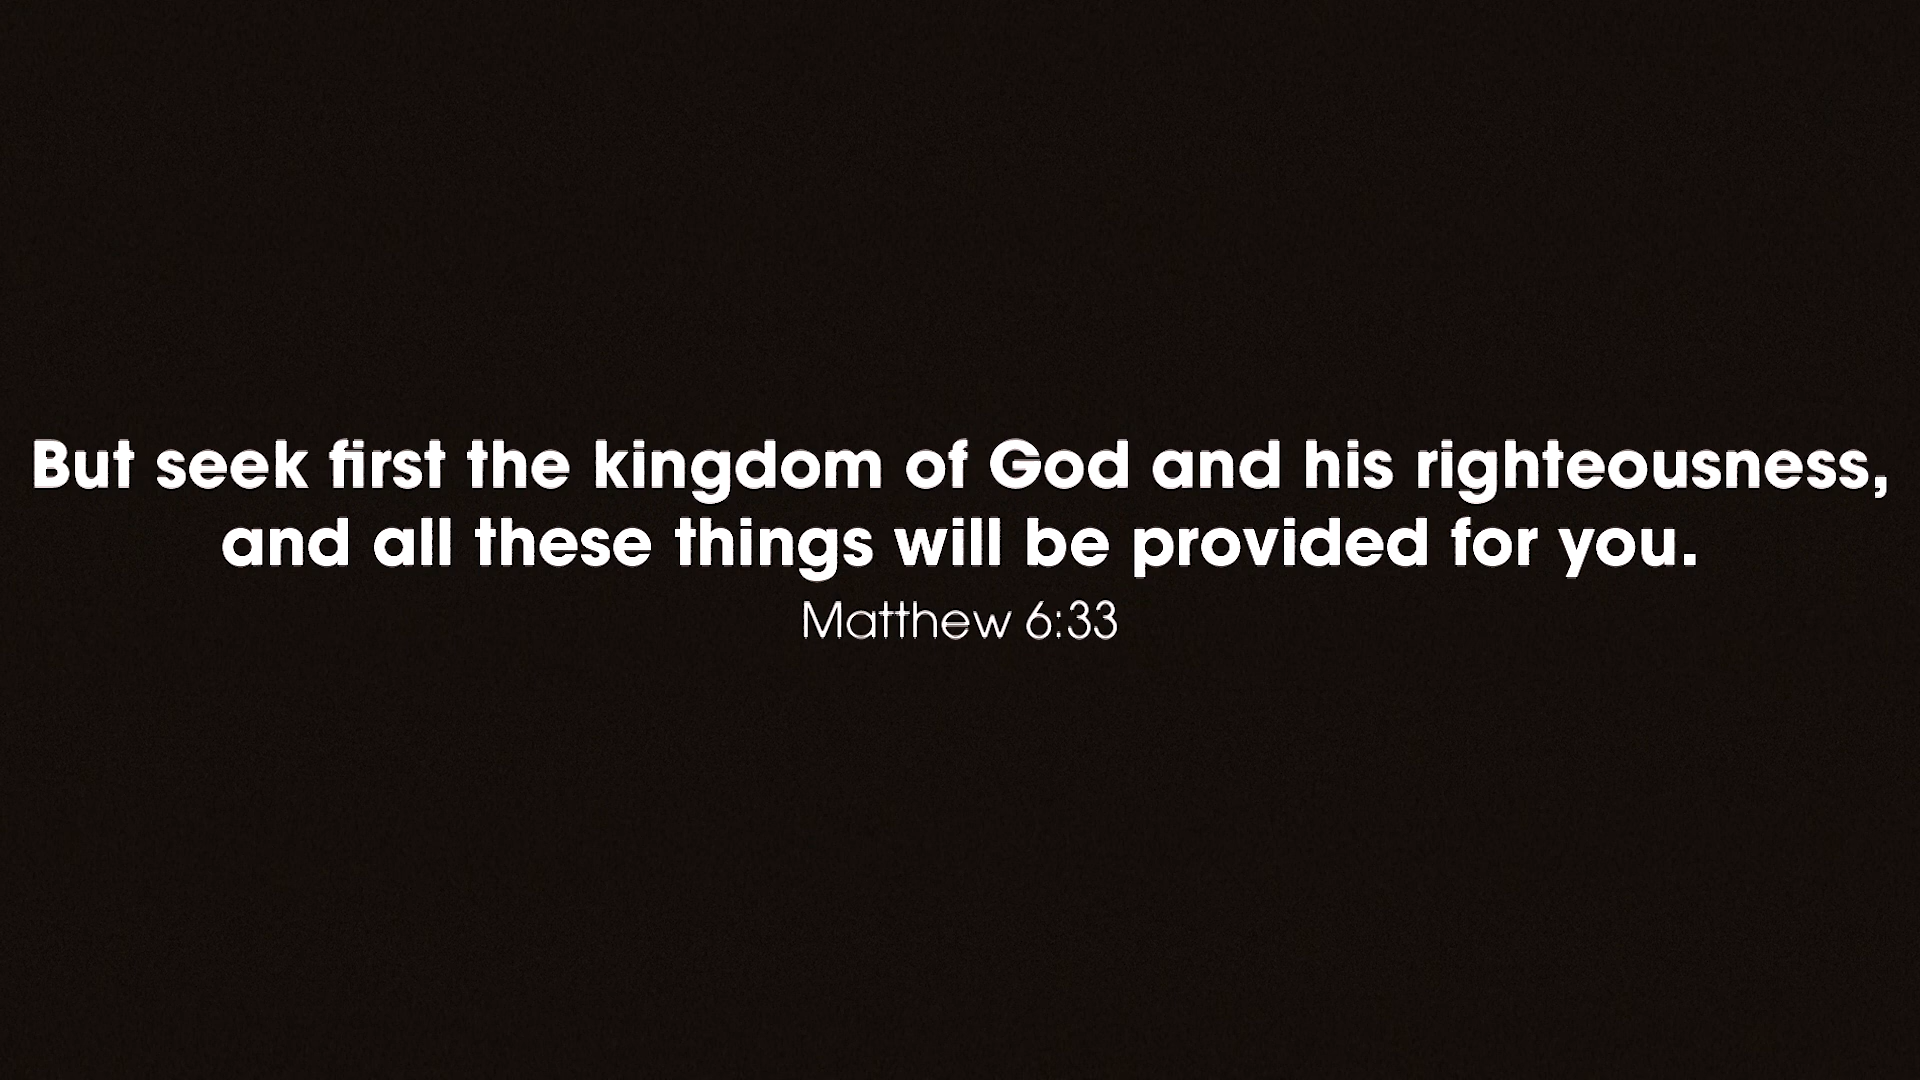 But seek first the kingdom of God and his righteousness,
and all these things will be provided for you.
Matthew 6:33